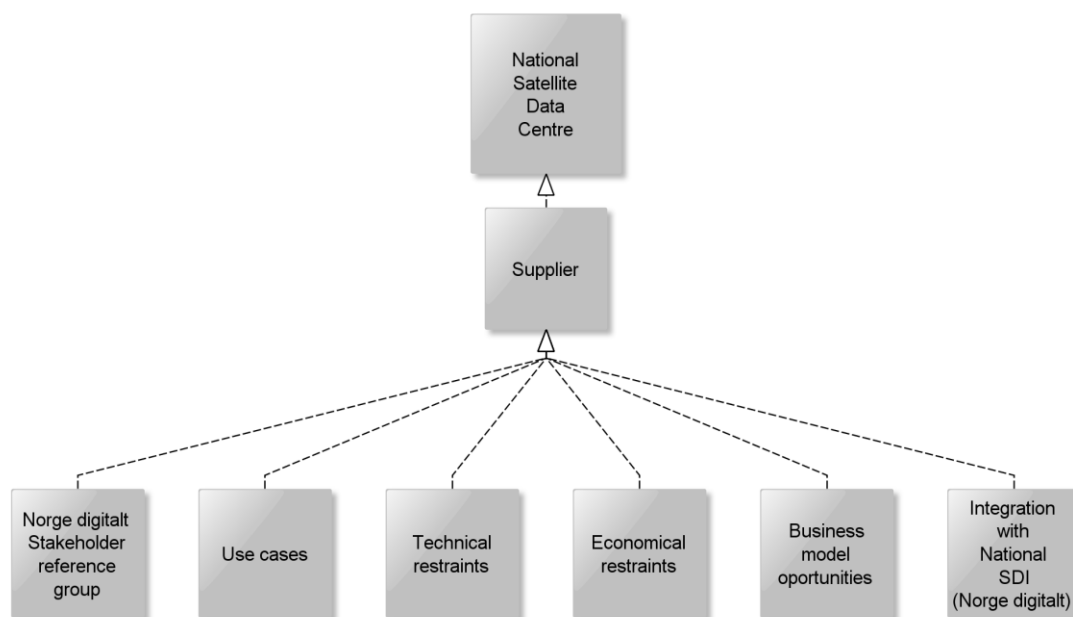 National
Satellite
Data
Centre
Supplier
Norge digitalt
Stakeholder
reference
group
Use cases
Technical
restraints
Economical
restraints
Business
model
oportunities
Integration
with
National
SDI
(Norge digitalt)